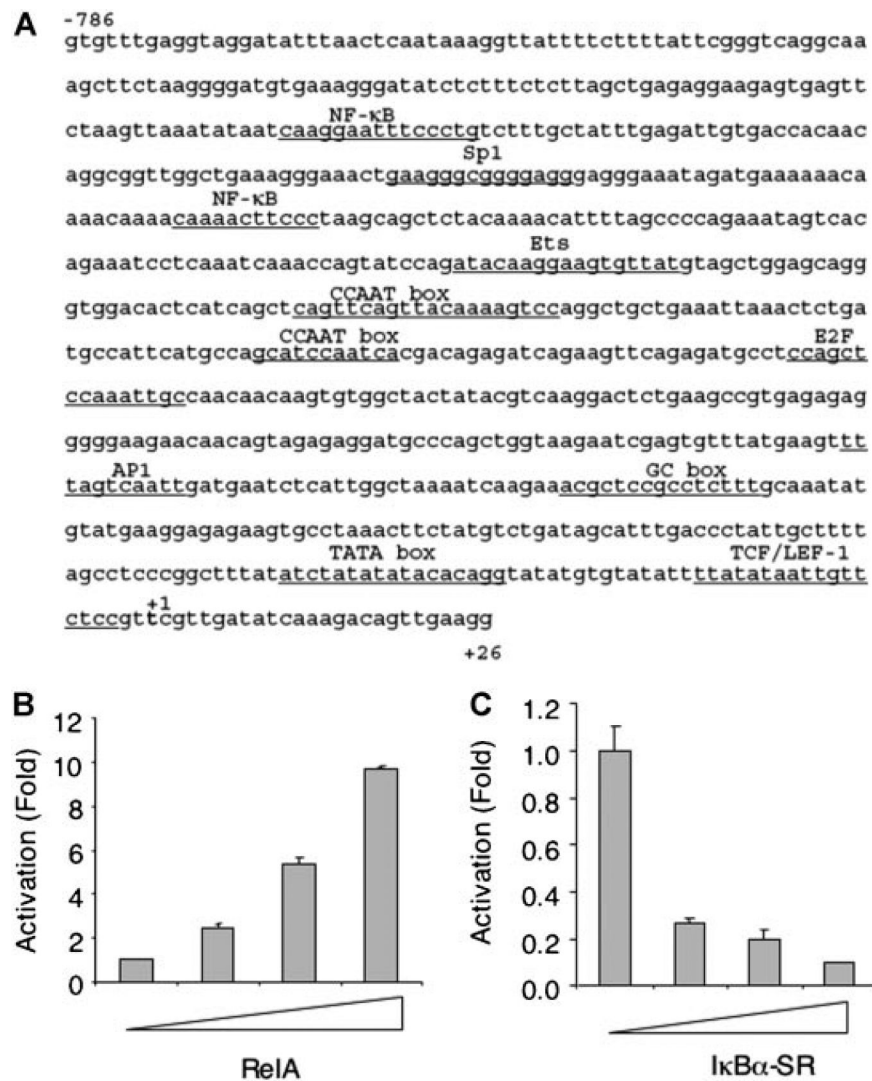 A
-786
gtgtttgaggtaggatatttaactcaataaaggttattttcttttattcgggtcaggcaa
agcttctaaggggatgtgaaagggatatctctttctcttagctgagaggaagagtgagtt
NF-κB
ctaagttaaatataatcaaggaatttccctgtctttgctatttgagattgtgaccacaac
Sp1
aggcggttggctgaaagggaaactgaagggcggggagggagggaaatagatgaaaaaaca
NF-κB
aaacaaaacaaaacttccctaagcagctctacaaaacattttagccccagaaatagtcac
Ets
agaaatcctcaaatcaaaccagtatccagatacaaggaagtgttatgtagctggagcagg
CCAAT box
gtggacactcatcagctcagttcagttacaaaagtccaggctgctgaaattaaactctga
CCAAT box E2F
tgccattcatgccagcatccaatcacgacagagatcagaagttcagagatgcctccagct
ccaaattgccaacaacaagtgtggctactatacgtcaaggactctgaagccgtgagagag
ggggaagaacaacagtagagaggatgcccagctggtaagaatcgagtgtttatgaagtttt
AP1 GC box
tagtcaattgatgaatctcattggctaaatcaagaaacgctccgcctctttgcaaatat
gtatgaaggagagaagtgcctaaacttctatgtctgatagcatttgaccctattgctttt
TATA box TCF/LEF-1
agcctcccggctttatatctatatatacacaggtatatgtgtatattttatataattgtt
+1
ctccgttcgttgatatcaaagacagttgaagg
+26
B
12
10
8
6
4
2
0
Activation (Fold)
RelA
C
1.2
1.0
0.8
0.6
0.4
0.2
0.0
Activation (Fold)
IκBα-SR